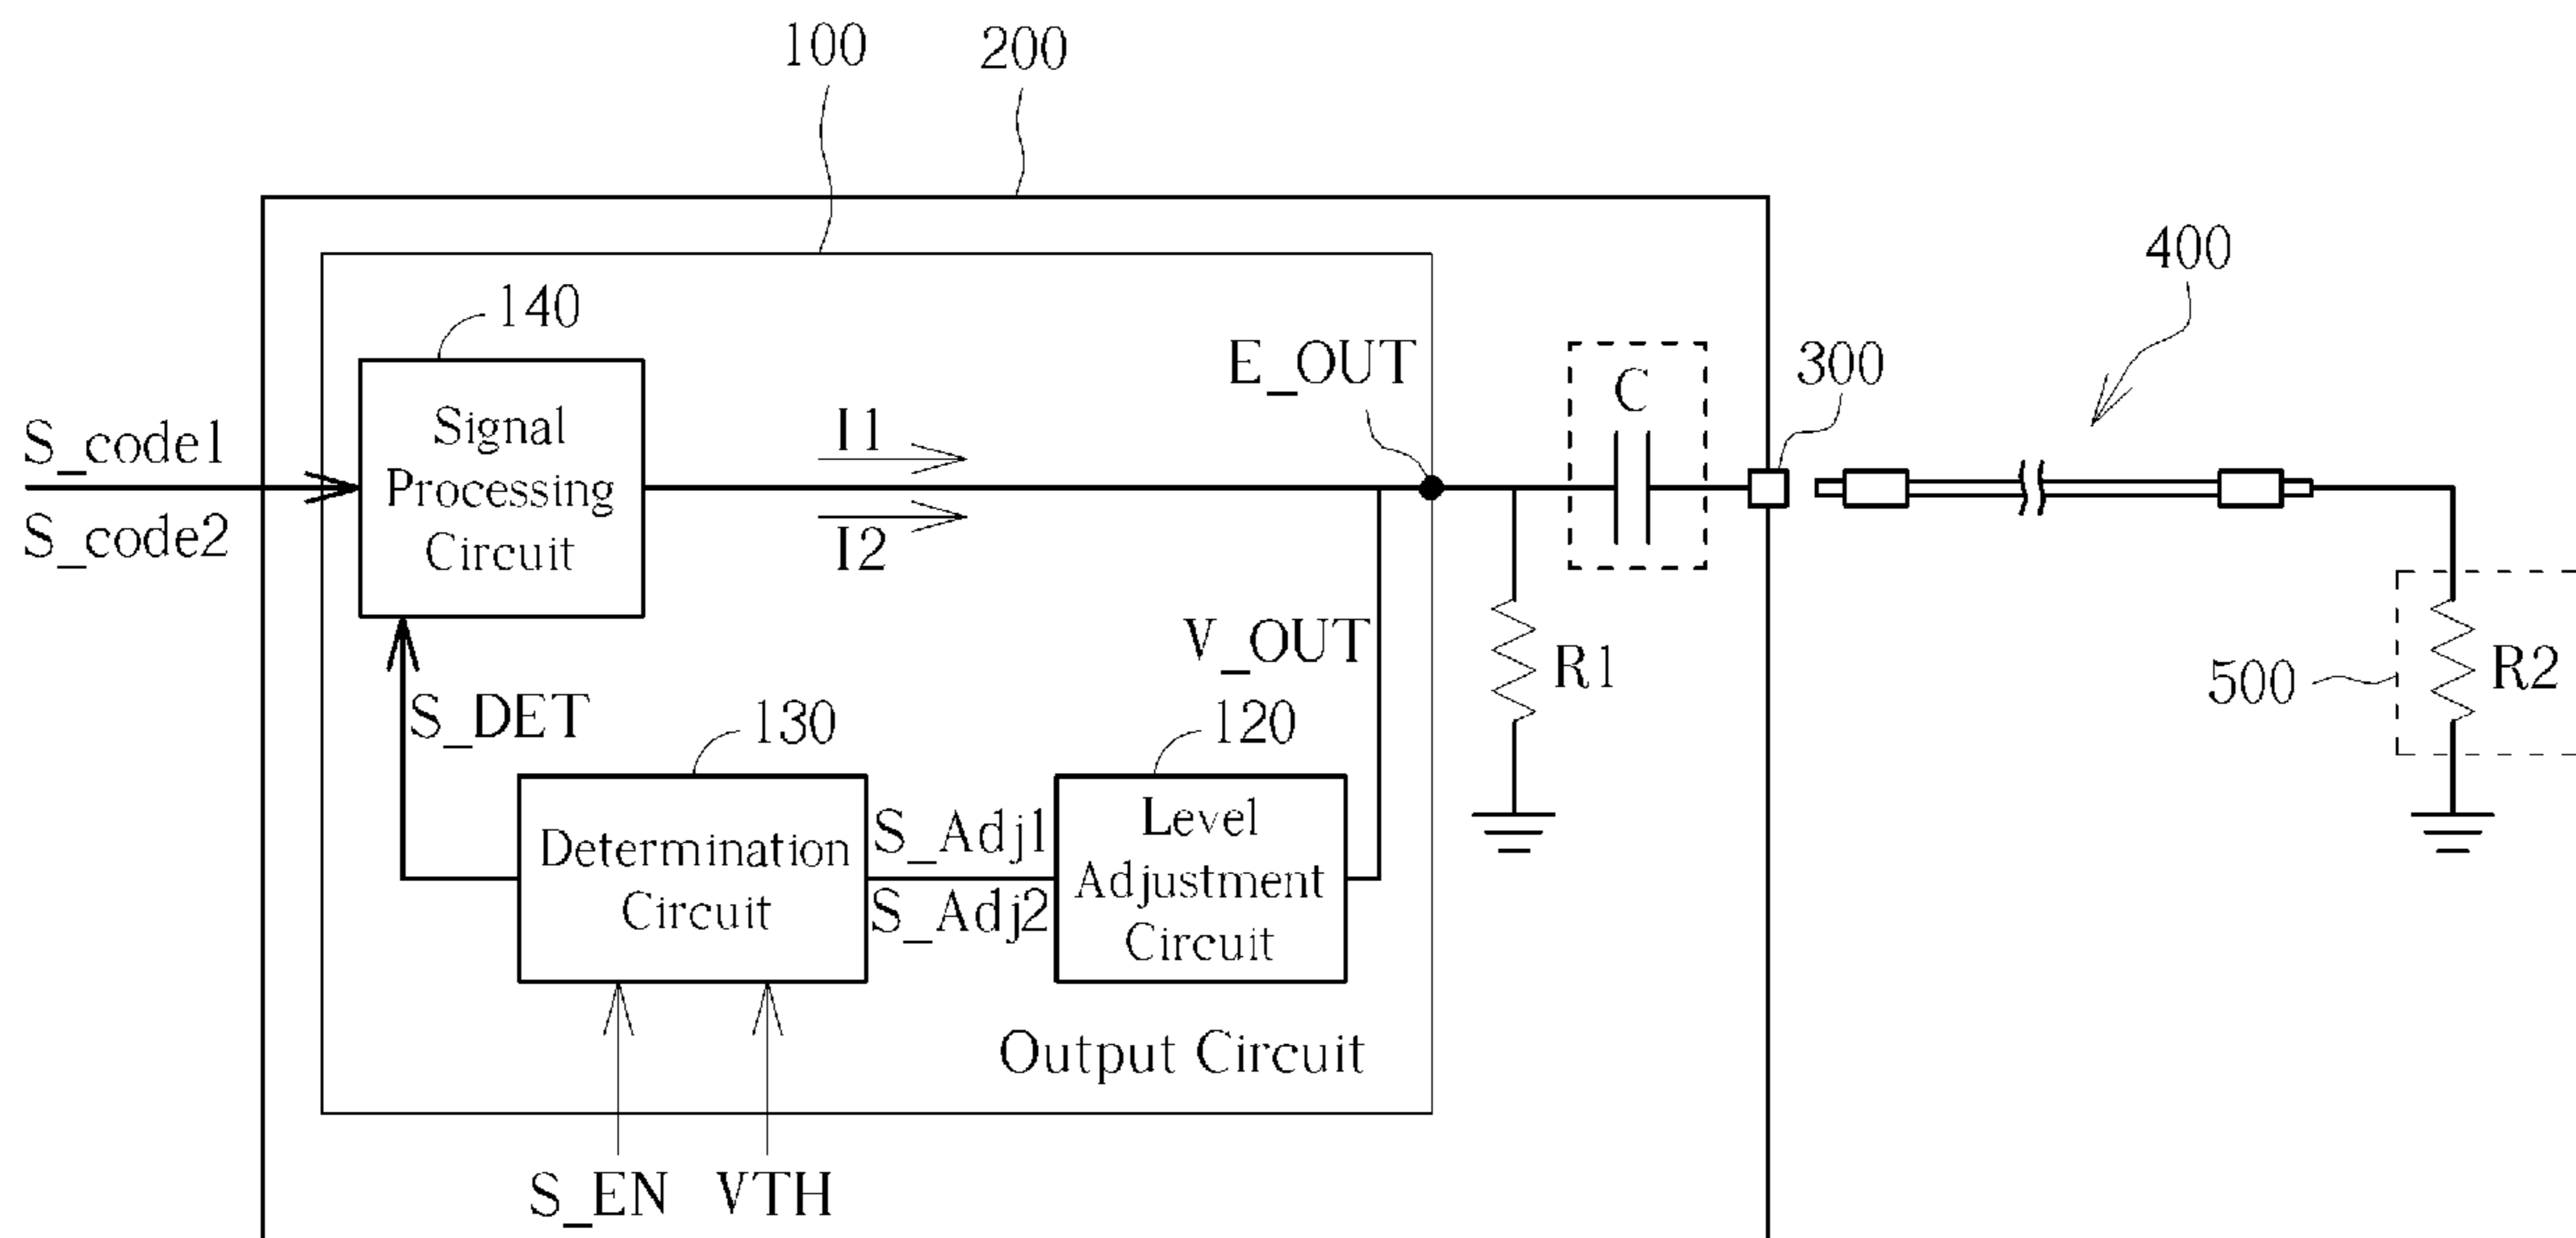 100
200
400
140
E_OUT
C
300
S_code1
S_code2
Signal
Processing
Circuit
I1
I2
V_OUT
R1
500
R2
S_DET
130
120
Determination
Circuit
S_Adj1
S_Adj2
Level
Adjustment
Circuit
Output Circuit
S_EN
VTH